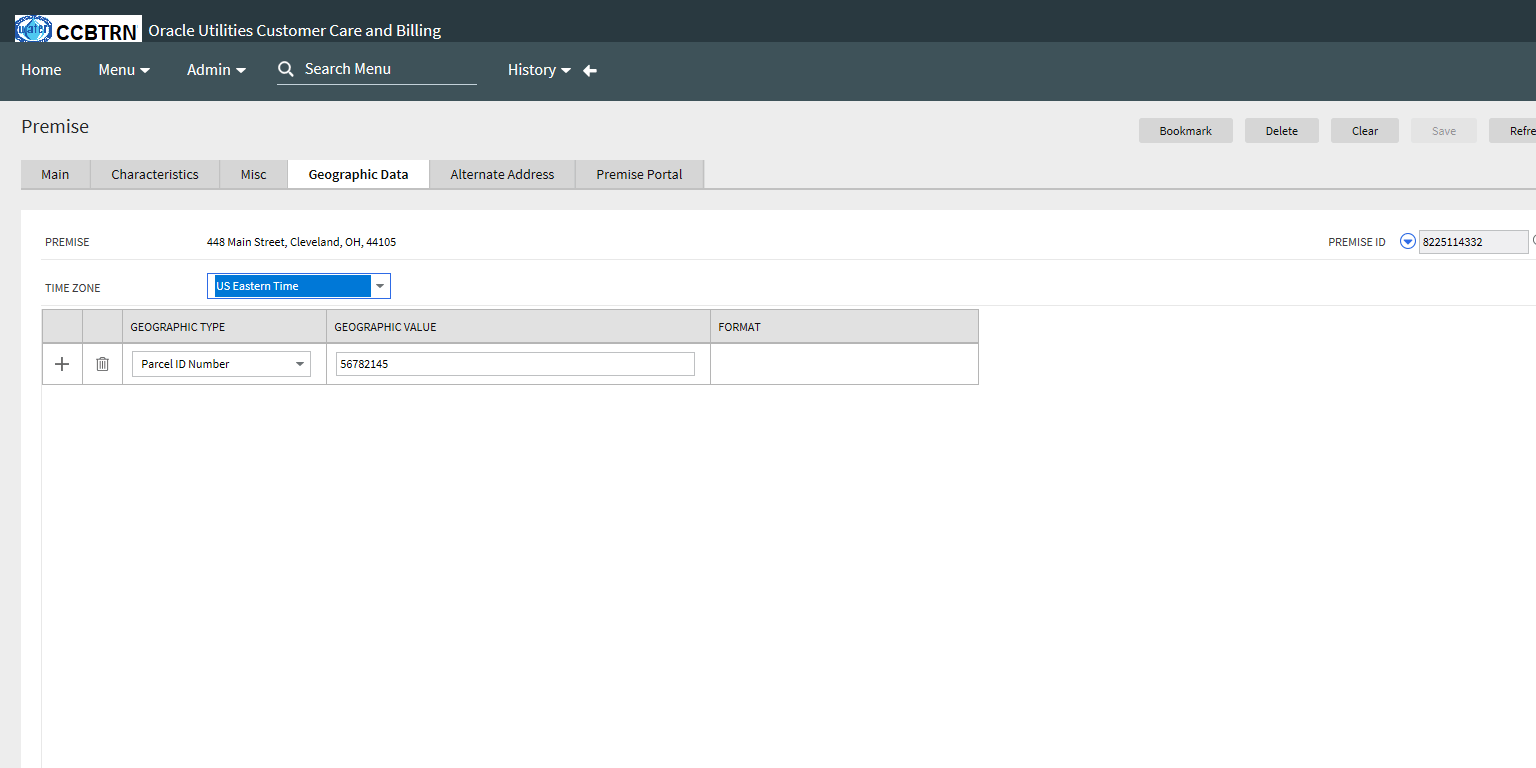 water CCBTRN Oracle Utilities Customer Care and Billing
Home Menu Admin Search Menu History
Premise
Bookmark Delete Clear Save Refre
Main Characteristics Misc Geographic Data Alternate Address Premise Portal
PREMISE 448 Main Street, Cleveland, OH, 44105 PREMISE ID 8225114332
TIME ZONE US Eastern Time
GEOGRAPHIC TYPE GEOGRAPHIC VALUE FORMAT
Parcel ID Number 56782145